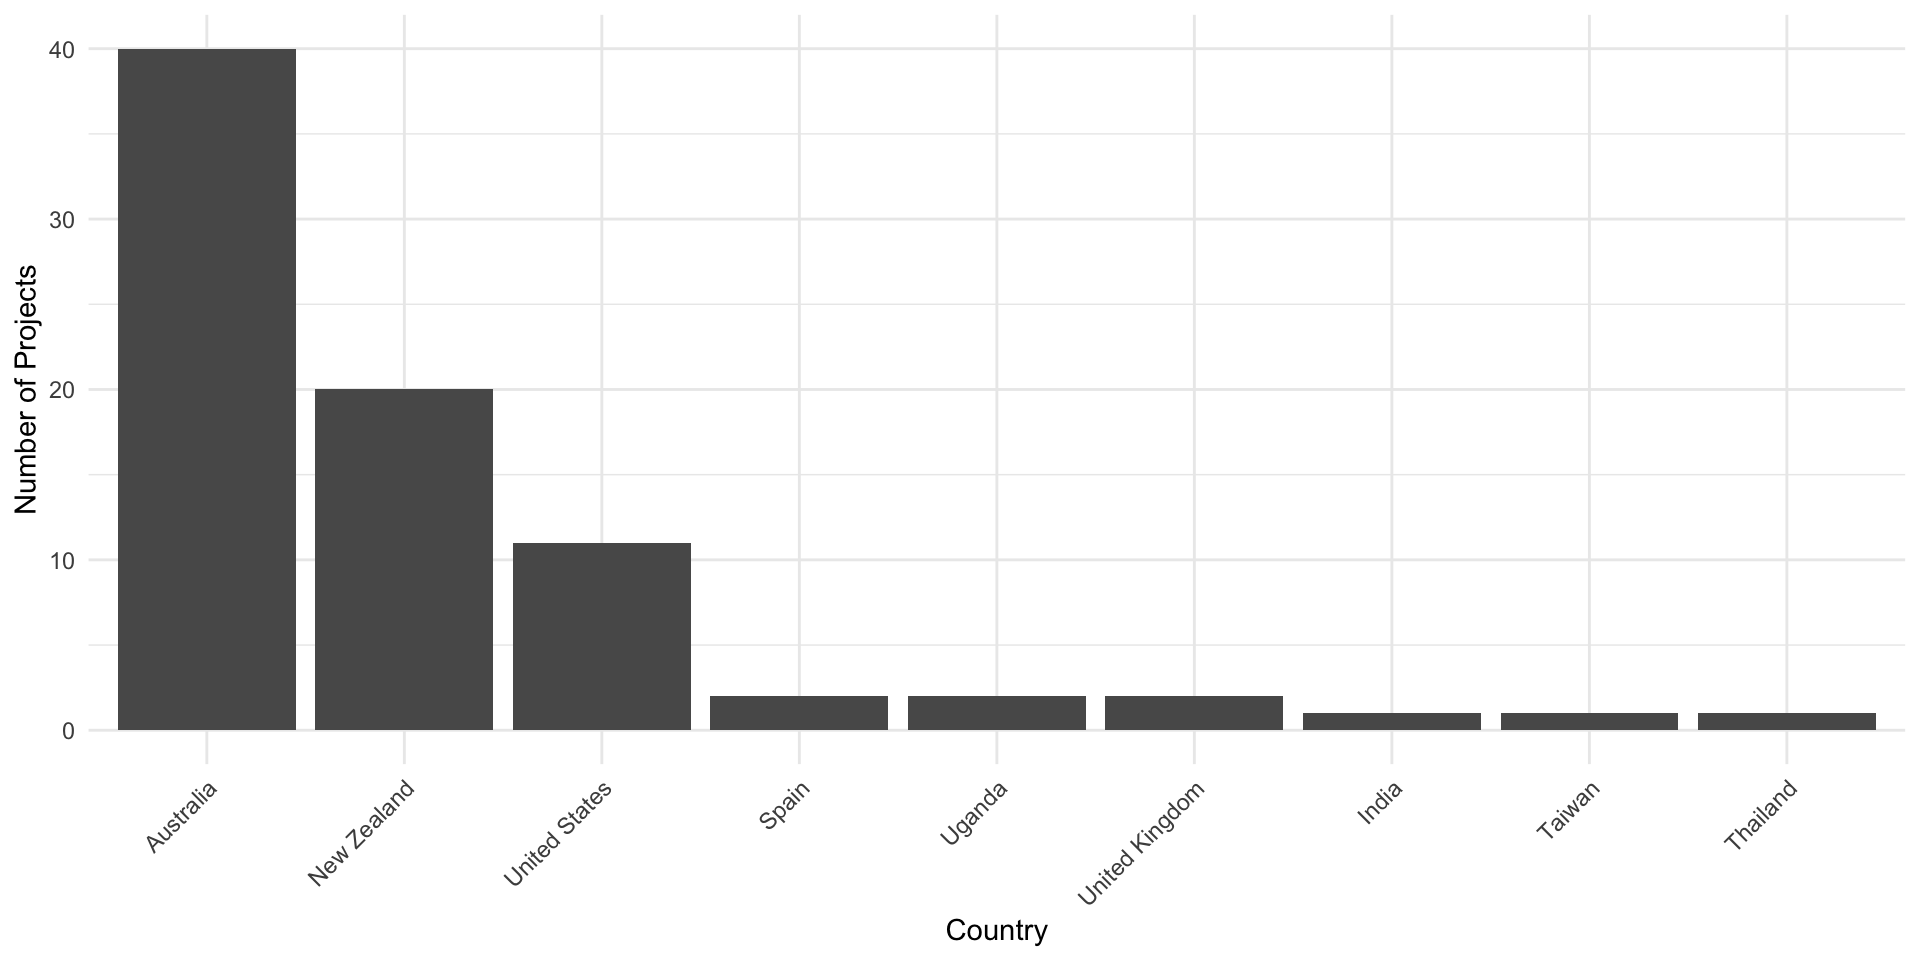 Number of Projects
40
30
20
10
0
Australia
New Zealand
United States
Spain
Uganda
United Kingdom
India
Taiwan
Thailand
Country